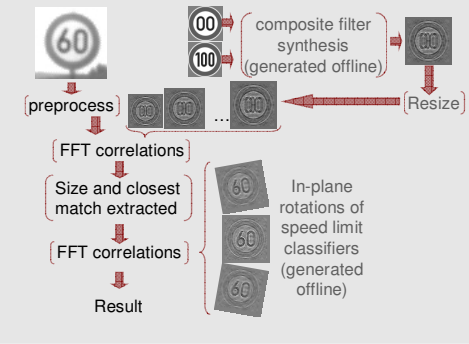 60
00
100
composite filter
synthesis
(generated offline)
00
preprocess
00
00
...
00
Resize
FFT correlations
Size and closest
match extracted
FFT correlations
Result
60
60
60
In-plane
rotations of
speed limit
classifiers
(generated
offline)